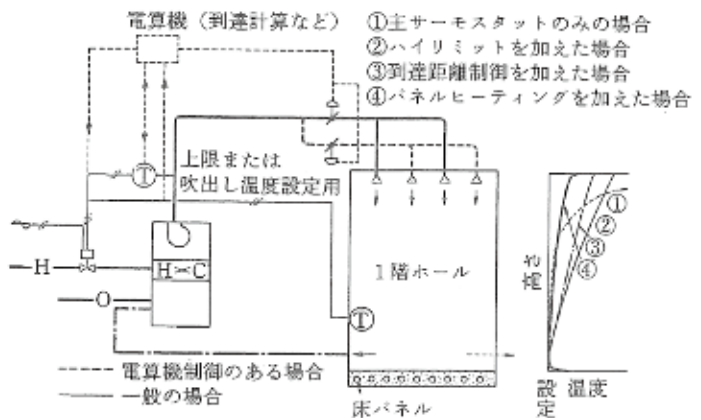 電算機（到達計算など）
①主サーモスタットのみの場合
②ハイリミットを加えた場合
③到達距離制御を加えた場合
④パネルヒーティングを加えた場合
T
上限または
吹出し温度設定用
H
H C
O
1階ホール
T
電算機制御のある場合
一般の場合
床パネル
高さ
①
②
③
④
設定
温度